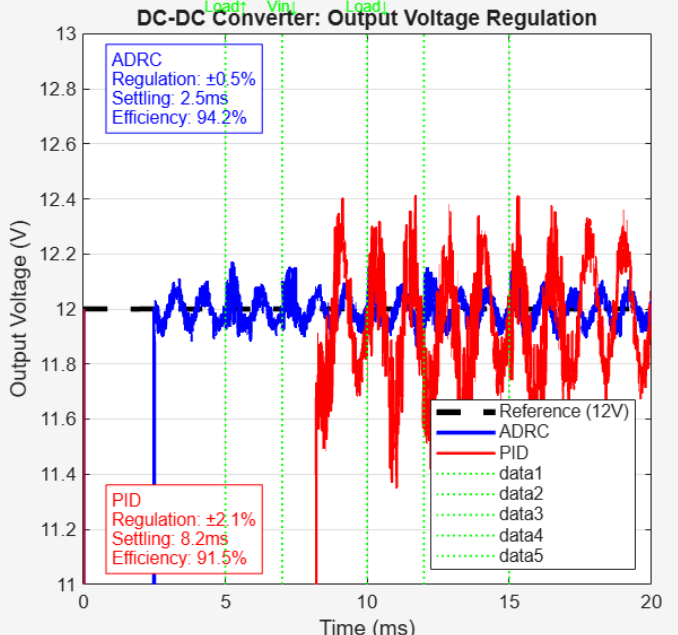 Load↑ Vin↓ Load↓
DC-DC Converter: Output Voltage Regulation
13
12.8
12.6
12.4
12.2
12
11.8
11.6
11.4
11.2
11
Output Voltage (V)
ADRC
Regulation: ±0.5%
Settling: 2.5ms
Efficiency: 94.2%
PID
Regulation: ±2.1%
Settling: 8.2ms
Efficiency: 91.5%
Reference (12V)
ADRC
PID
data1
data2
data3
data4
data5
0 5 10 15 20
Time (ms)